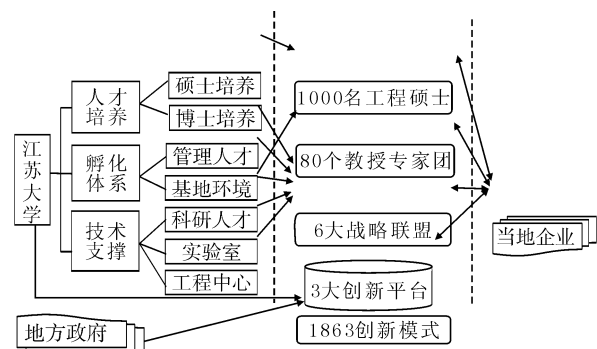 江苏大学
人才
培养
孵化
体系
技术
支撑
硕士培养
博士培养
管理人才
基地环境
科研人才
实验室
工程中心
1000名工程硕士
80个教授专家团
6大战略联盟
3大创新平台
1863创新模式
当地企业
地方政府